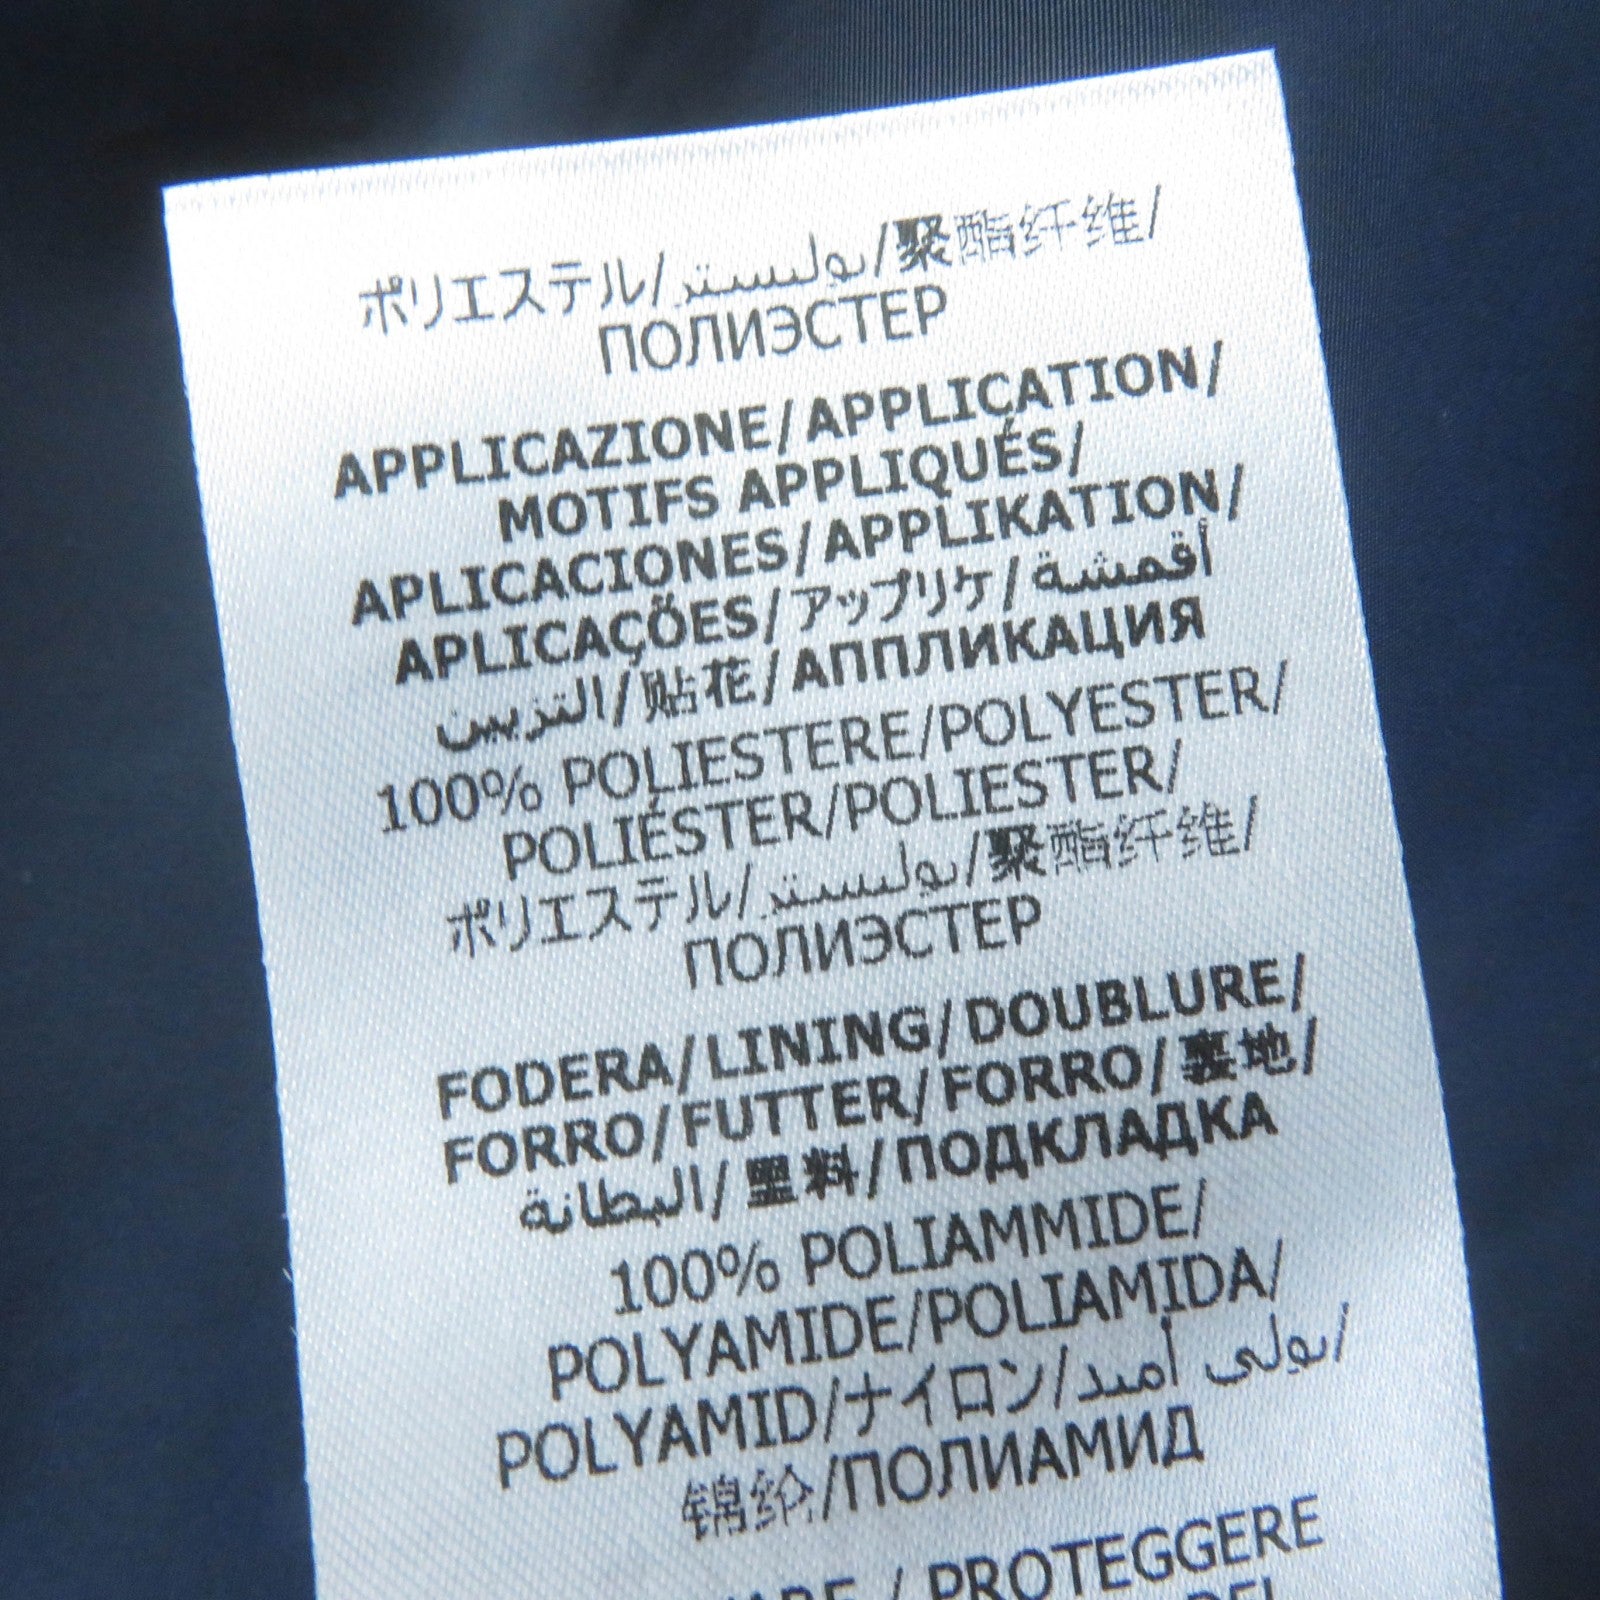 ポリエステル/بوليستر/聚酯纤维/
ПОЛИЭСТЕР
APPLICAZIONE/APPLICATION/
MOTIFS APPLIQUÉS/
APLICACIONES/APPLIKATION/
APLICAÇÕES/アップリケ/أقمشة
التزيين/贴花/АППЛИКАЦИЯ
100% POLIESTERE/POLYESTER/
POLIÉSTER/POLIESTER/
ポリエステル/بوليستر/聚酯纤维/
ПОЛИЭСТЕР
FODERA/LINING/DOUBLURE/
FORRO/FUTTER/FORRO/裏地/
البطانة/里料/ПОДКЛАДКА
100% POLIAMMIDE/
POLYAMIDE/POLIAMIDA/
POLYAMID/ナイロン/بولي أميد/
锦纶/ПОЛИАМИД
/ PROTEGGERE